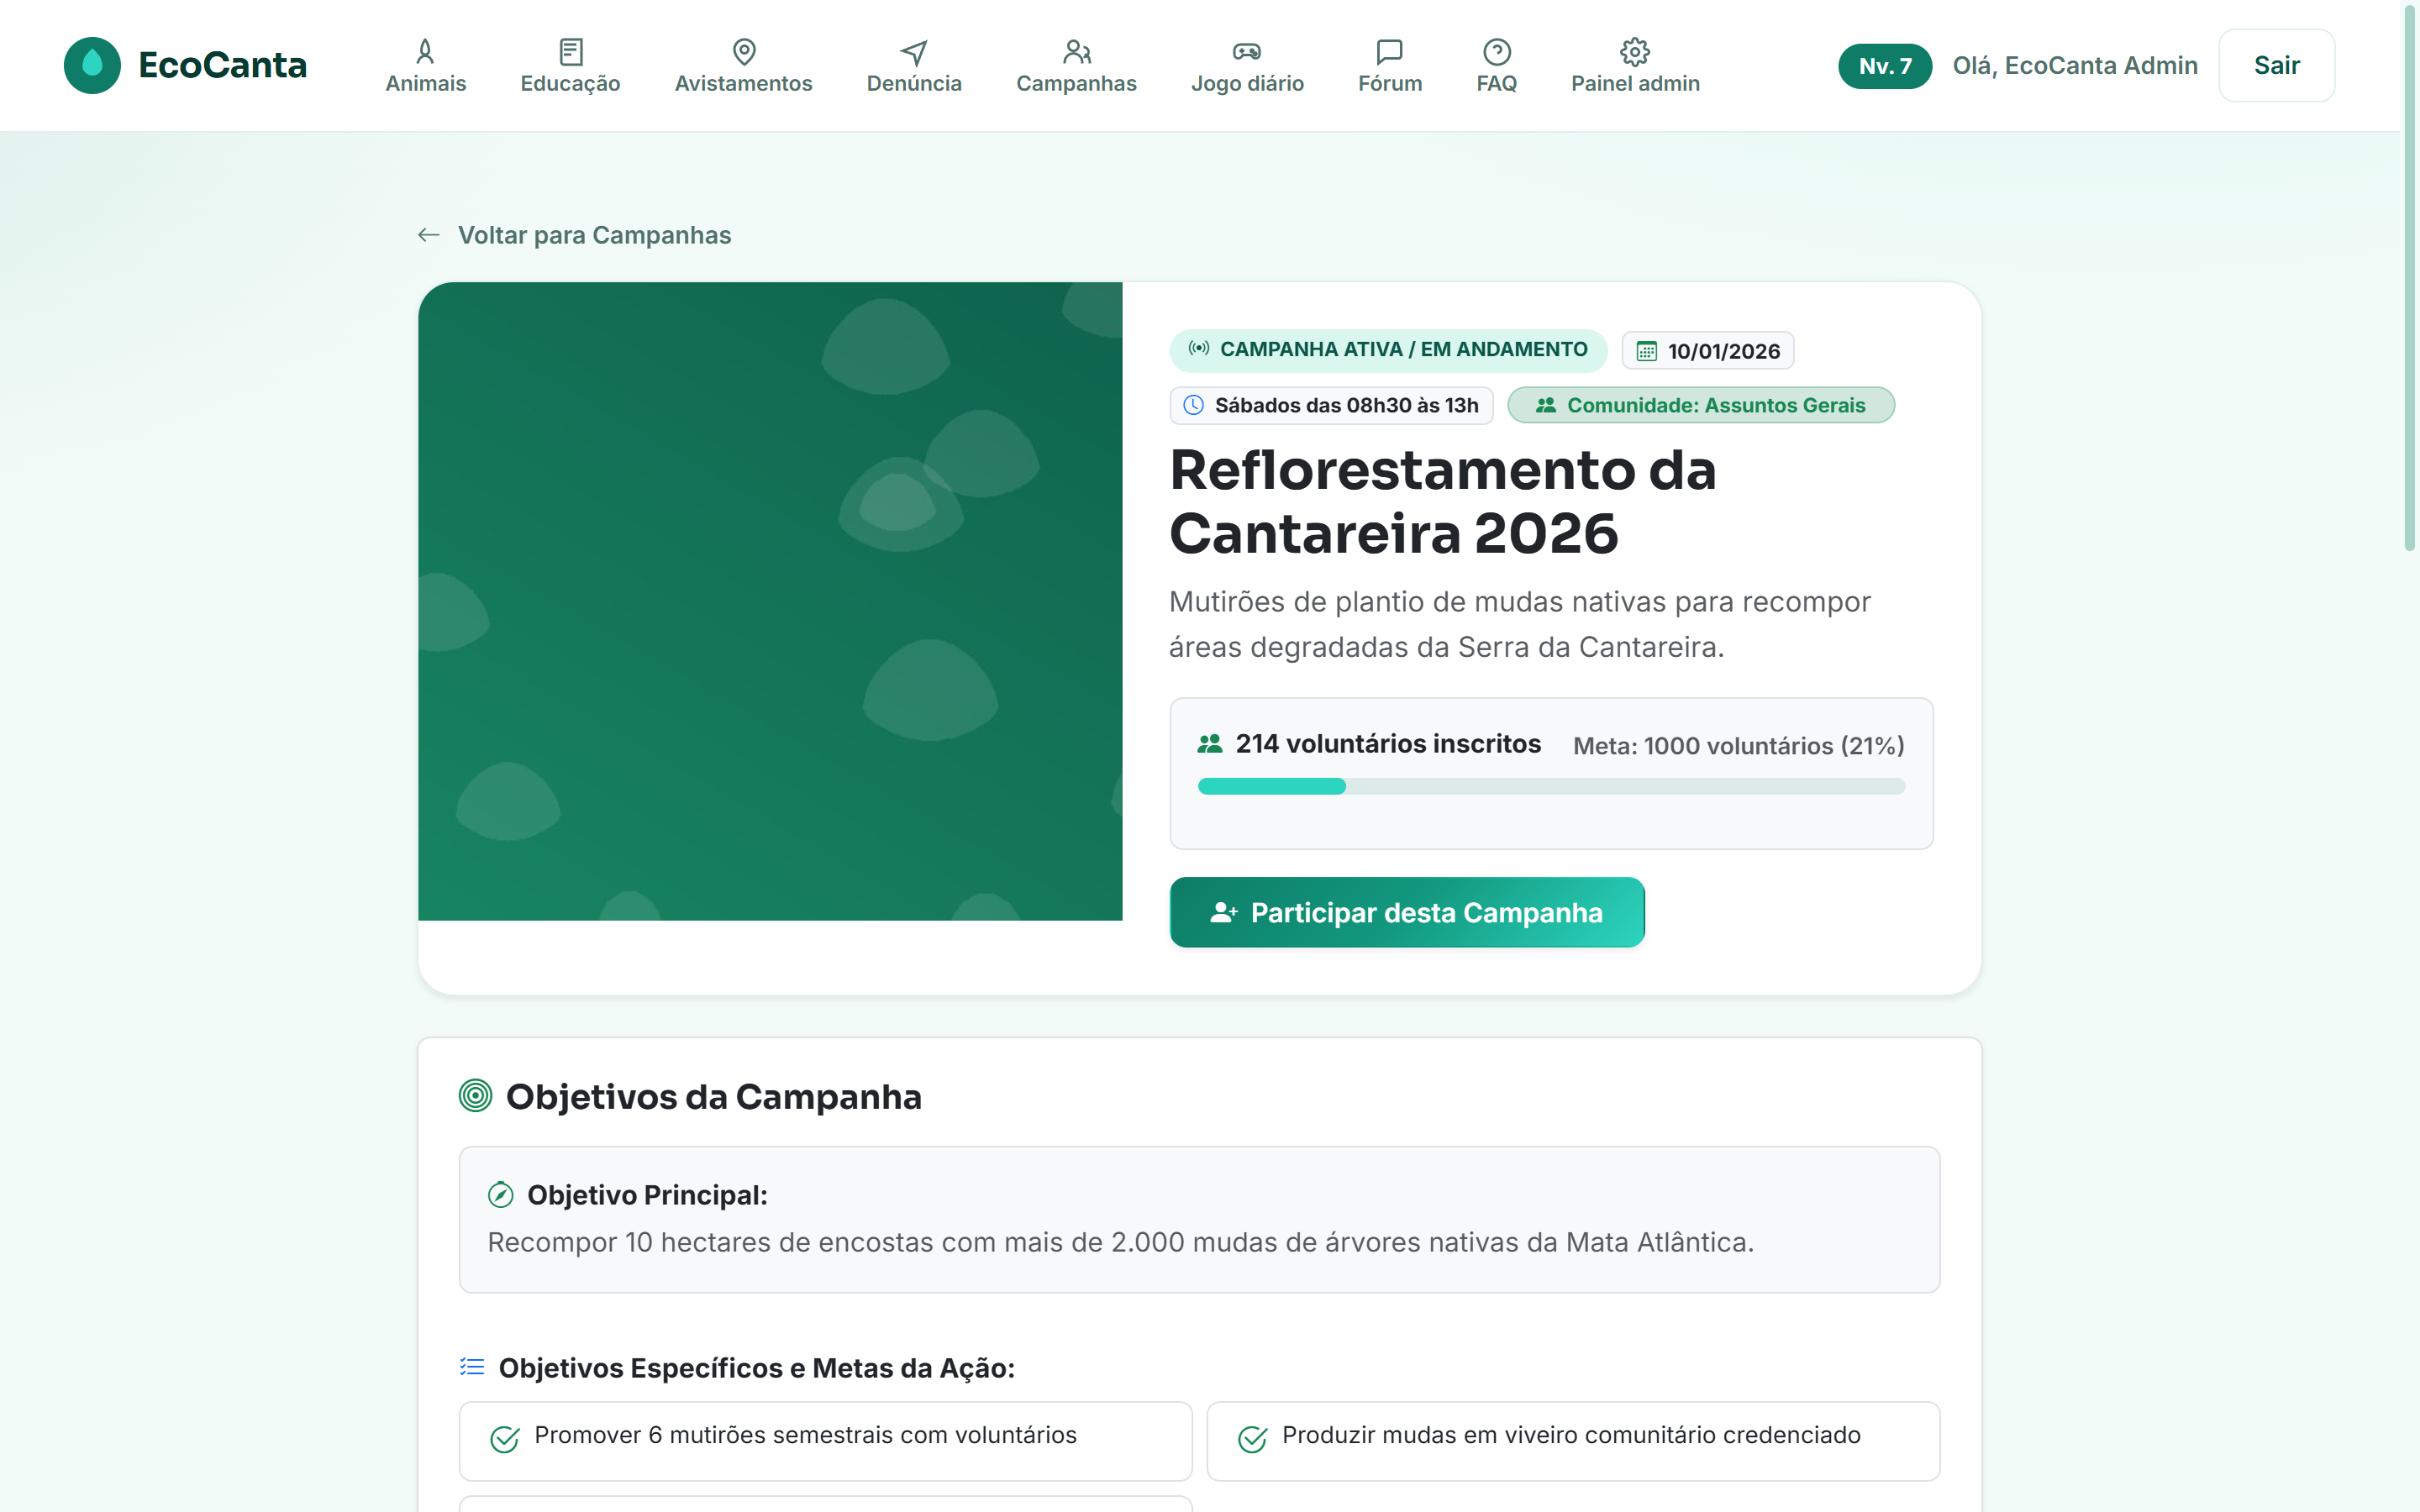 EcoCanta
Animais
Educação
Avistamentos
Denúncia
Campanhas
Jogo diário
Fórum
FAQ
Painel admin
Nv. 7
Olá, EcoCanta Admin
Sair
Voltar para Campanhas
CAMPANHA ATIVA / EM ANDAMENTO
10/01/2026
Sábados das 08h30 às 13h
Comunidade: Assuntos Gerais
Reflorestamento da
Cantareira 2026
Mutirões de plantio de mudas nativas para recompor
áreas degradadas da Serra da Cantareira.
214 voluntários inscritos
Meta: 1000 voluntários (21%)
Participar desta Campanha
Objetivos da Campanha
Objetivo Principal:
Recompor 10 hectares de encostas com mais de 2.000 mudas de árvores nativas da Mata Atlântica.
Objetivos Específicos e Metas da Ação:
Promover 6 mutirões semestrais com voluntários
Produzir mudas em viveiro comunitário credenciado